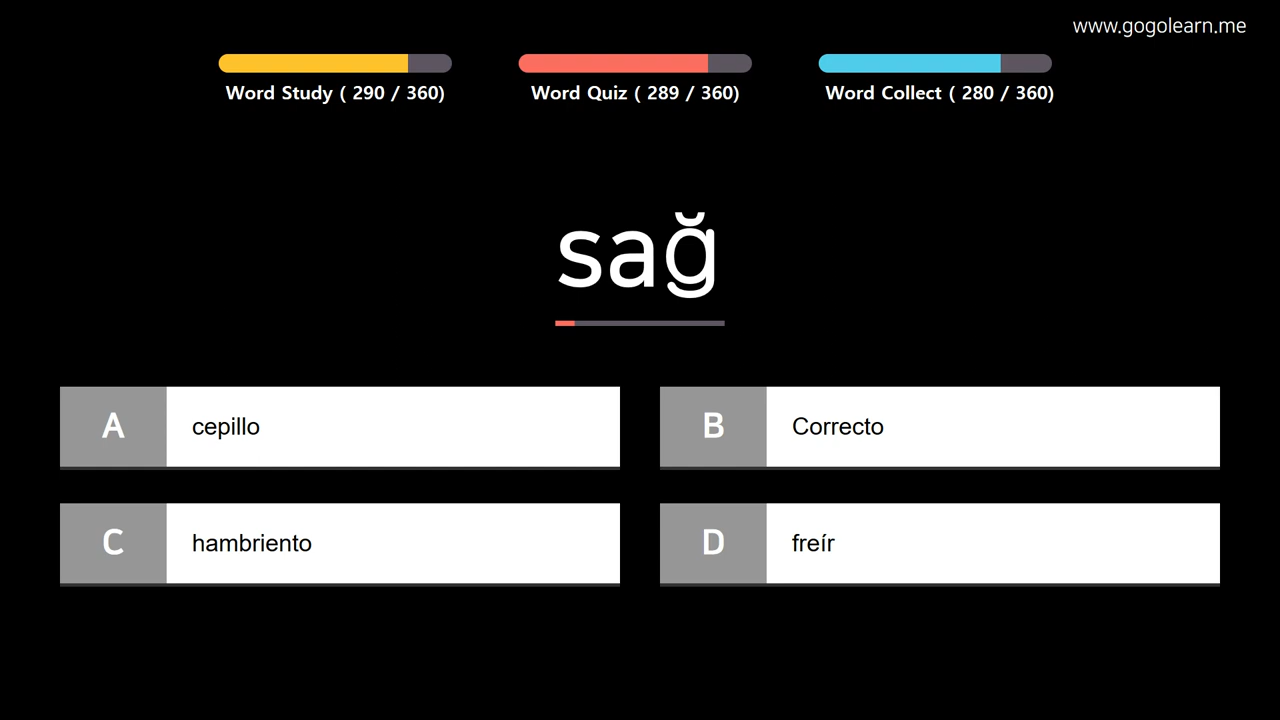 www.gogolearn.me
Word Study ( 290 / 360)
Word Quiz ( 289 / 360)
Word Collect ( 280 / 360)
sağ
A cepillo
B Correcto
C hambriento
D freír